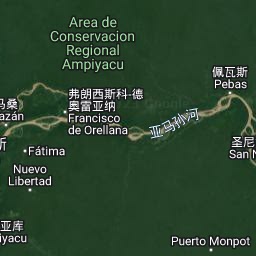 Area de
Conservacion
Regional
Ampiyacu
佩瓦斯
Pebas
弗朗西斯科-德
奥雷亚纳
Francisco
de Orellana
马桑
azán
亚马孙河
斯
Fátima
圣尼
San N
Nuevo
Libertad
亚库
iyacu
Puerto Monpot